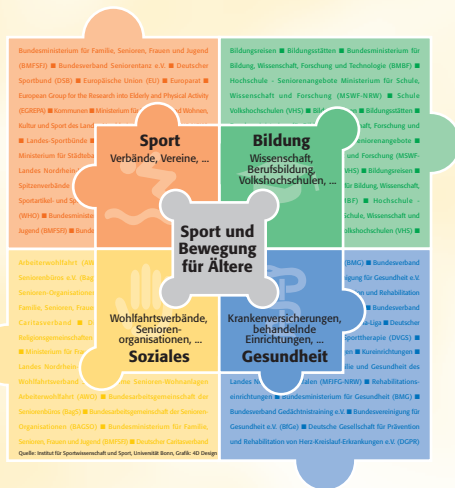 Bundesministerium für Familie, Senioren, Frauen und Jugend
(BMFSFJ) ■ Bundesverband Seniorentanz e.V. ■ Deutscher
Sportbund (DSB) ■ Europäische Union (EU) ■ Europarat ■
European Group for the Research into Elderly and Physical Activity
(EGREPA) ■ Kommunen ■ Ministerium für Wohnen,
Kultur und Sport des Landes
■ Landes-Sportbünde ■
Ministerium für Städtebau
Landes Nordrhein-
Spitzenverbände
Sportartikel- und
(WHO) ■ Bundesministerium
Jugend (BMFSFJ) ■
Bildungsreisen ■ Bildungsstätten ■ Bundesministerium für
Bildung, Wissenschaft, Forschung und Technologie (BMBF) ■
Hochschule - Seniorenangebote Ministerium für Schule,
Wissenschaft und Forschung (MSWF-NRW) ■
Volkshochschulen (VHS) ■ Bildungsstätten ■
Forschung und
Seniorenangebote ■
und Forschung (MSWF-
(VHS) ■ Bildungsreisen ■
für Bildung, Wissenschaft,
■ Hochschule -
Schule, Wissenschaft und
Volkshochschulen (VHS) ■
Sport
Verbände, Vereine, ...
Bildung
Wissenschaft,
Berufsbildung,
Volkshochschulen, ...
Sport und
Bewegung
für Ältere
Wohlfahrtsverbände,
Senioren-
organisationen, ...
Soziales
Krankenversicherungen,
behandelnde
Einrichtungen, ...
Gesundheit
Arbeiterwohlfahrt
Seniorenbüros e.V.
Senioren-Organisationen
Familie, Senioren, Frauen
Caritasverband ■
Religionsgemeinschaften
■ Ministerium für
Landes Nordrhein-
Wohlfahrtsverband Senioren-Wohnanlagen
Arbeiterwohlfahrt (AWO) ■ Bundesarbeitsgemeinschaft der
Seniorenbüros (BagS) ■ Bundesarbeitsgemeinschaft der Senioren-
Organisationen (BAGSO) ■ Bundesministerium für Familie,
Senioren, Frauen und Jugend (BMFSFJ) ■ Deutscher Caritasverband
(BMG) ■ Bundesverband
für Gesundheit e.V.
und Rehabilitation
■ Bundesverband
■ Deutscher
Sporttherapie (DVGS) ■
■ Kureinrichtungen ■
und Gesundheit des
Landes (MFJFG-NRW) ■ Rehabilitations-
einrichtungen ■ Bundesministerium für Gesundheit (BMG) ■
Bundesverband Gedächtnistraining e.V. ■ Bundesvereinigung für
Gesundheit e.V. (BfGe) ■ Deutsche Gesellschaft für Prävention
und Rehabilitation von Herz-Kreislauf-Erkrankungen e.V. (DGPR)
Quelle: Institut für Sportwissenschaft und Sport, Universität Bonn, Grafik: 4D Design